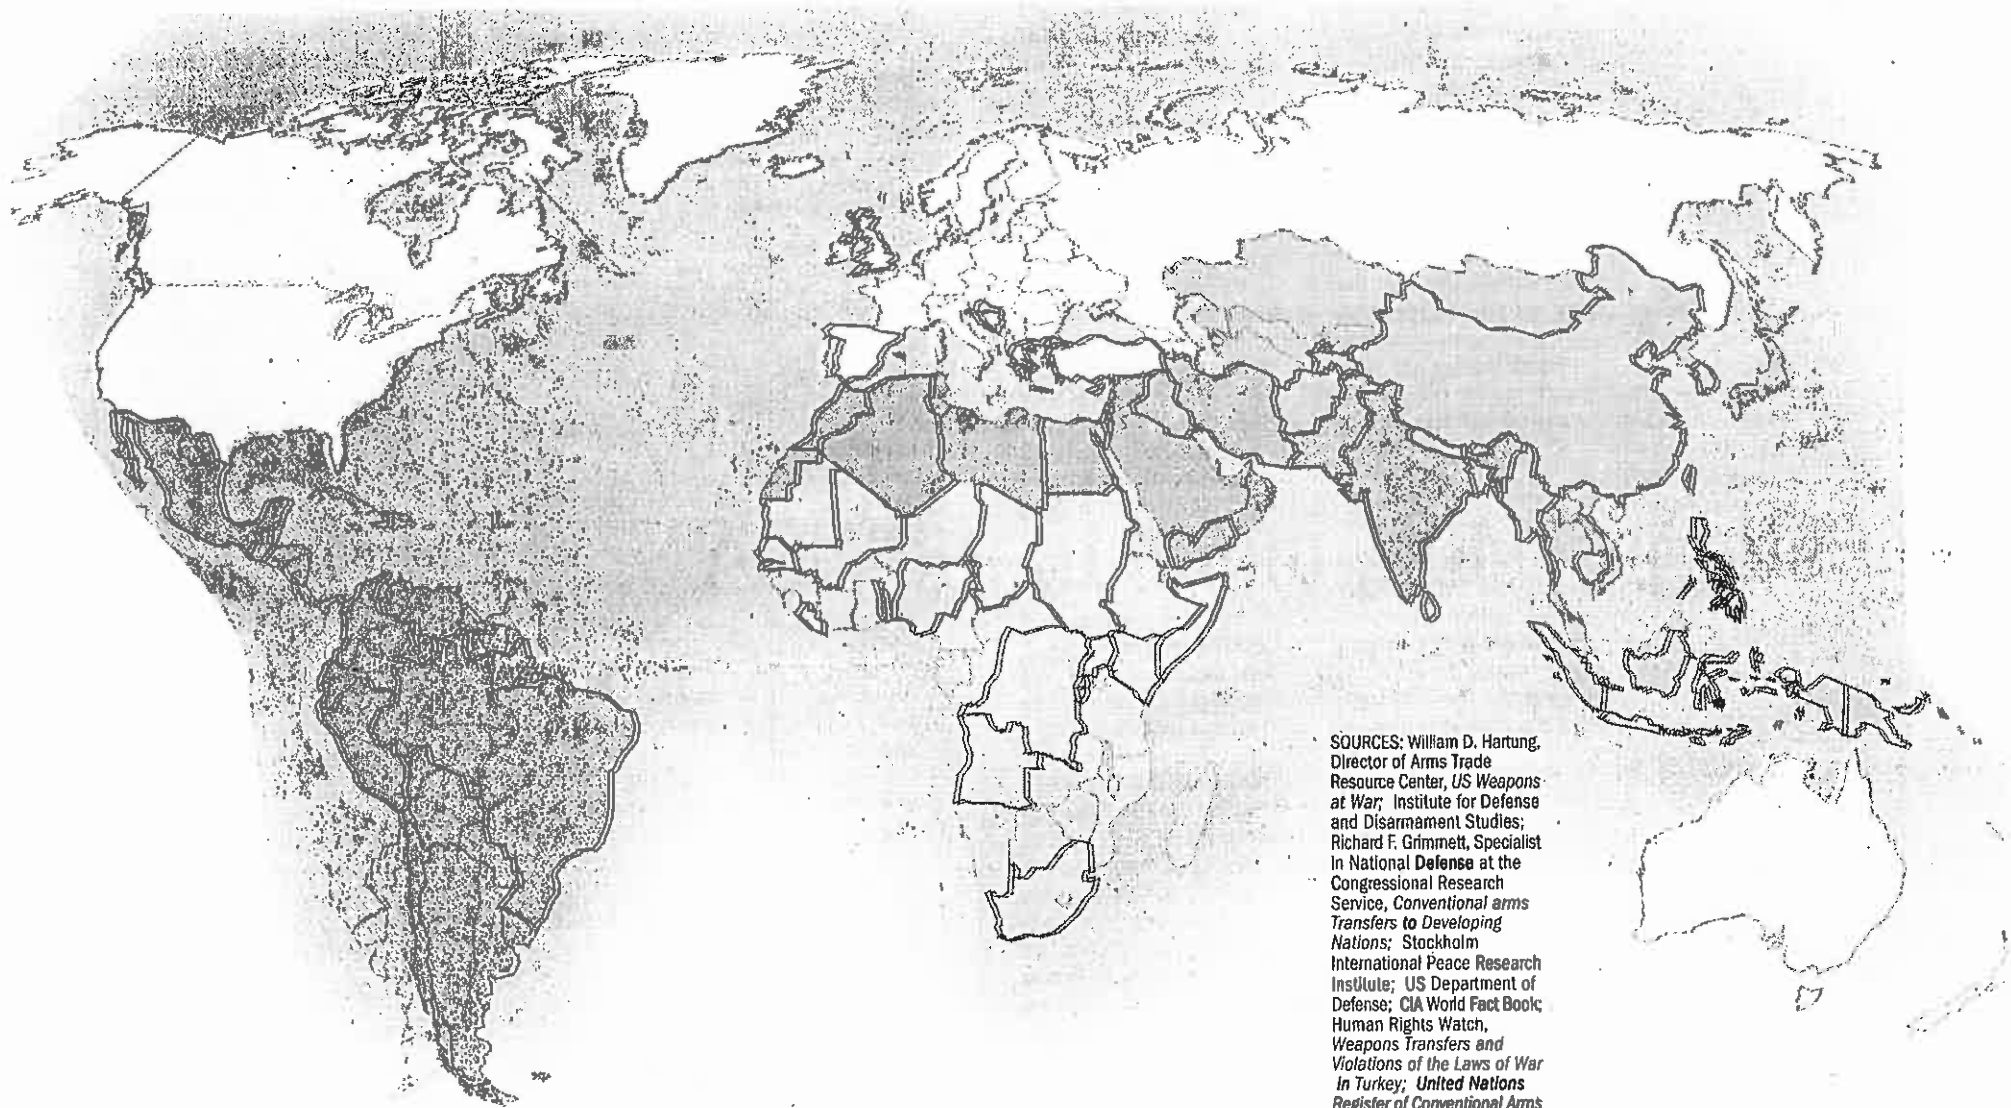 SOURCES: William D. Hartung,
Director of Arms Trade
Resource Center, US Weapons
at War; Institute for Defense
and Disarmament Studies;
Richard F. Grimmett, Specialist
in National Defense at the
Congressional Research
Service, Conventional arms
Transfers to Developing
Nations; Stockholm
International Peace Research
Institute; US Department of
Defense; CIA World Fact Book;
Human Rights Watch,
Weapons Transfers and
Violations of the Laws of War
in Turkey; United Nations
Register of Conventional Arms